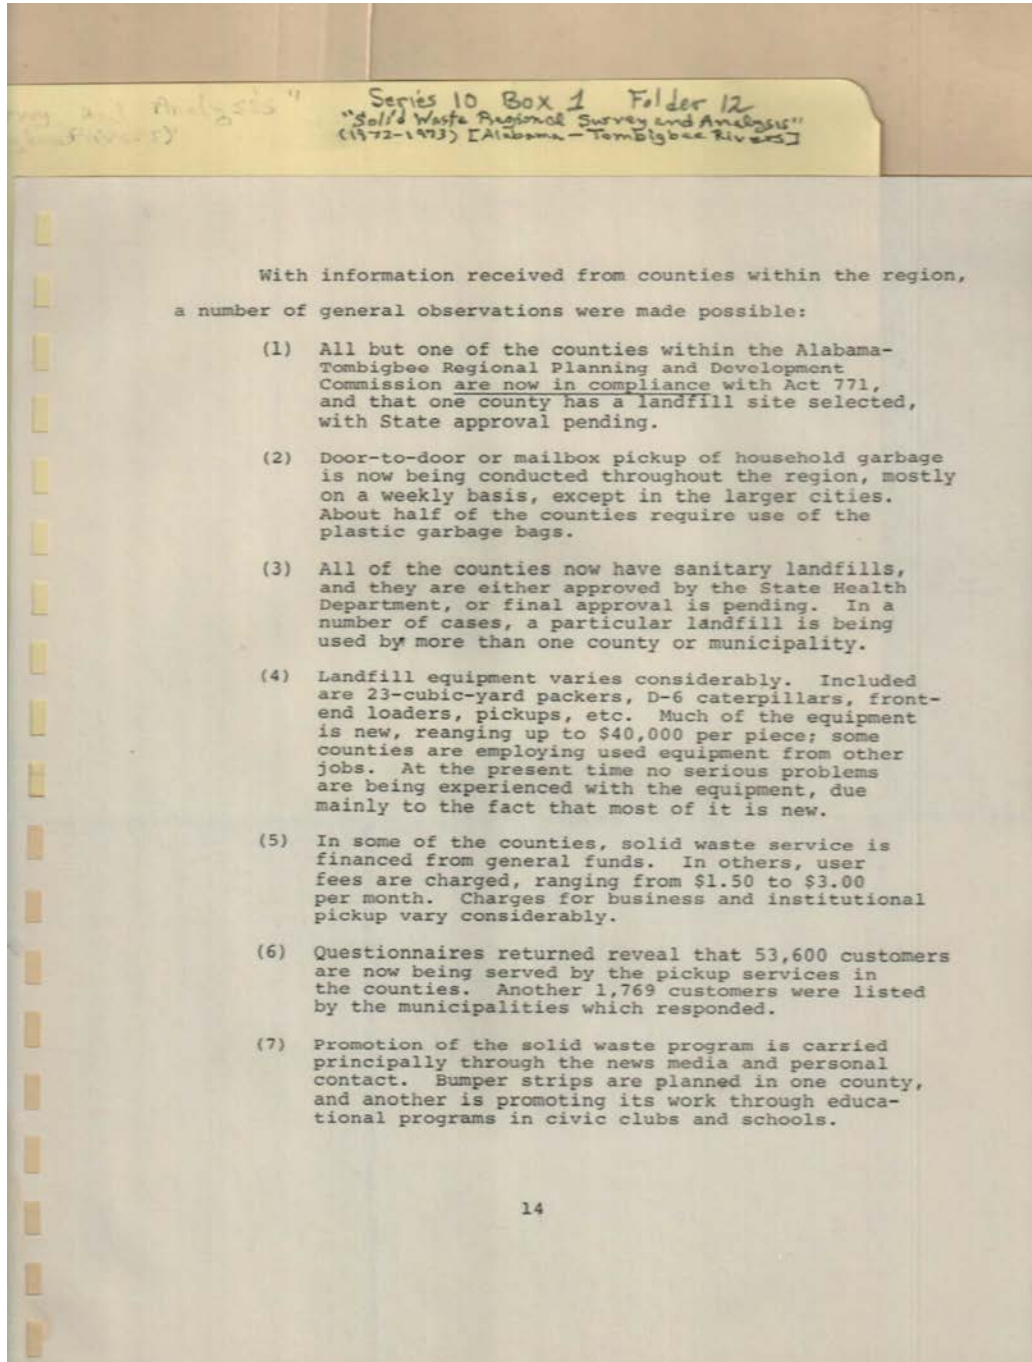 Analysis"
Series 10 Box 1 Folder 12
"Solid Waste Regional Survey and Analysis"
(1972-1973) [Alabama - Tombigbee Rivers]
With information received from counties within the region,
a number of general observations were made possible:
(1) All but one of the counties within the Alabama-
Tombigbee Regional Planning and Development
Commission are now in compliance with Act 771,
and that one county has a landfill site selected,
with State approval pending.
(2) Door-to-door or mailbox pickup of household garbage
is now being conducted throughout the region, mostly
on a weekly basis, except in the larger cities.
About half of the counties require use of the
plastic garbage bags.
(3) All of the counties now have sanitary landfills,
and they are either approved by the State Health
Department, or final approval is pending. In a
number of cases, a particular landfill is being
used by more than one county or municipality.
(4) Landfill equipment varies considerably. Included
are 23-cubic-yard packers, D-6 caterpillars, front-
end loaders, pickups, etc. Much of the equipment
is new, reanging up to $40,000 per piece; some
counties are employing used equipment from other
jobs. At the present time no serious problems
are being experienced with the equipment, due
mainly to the fact that most of it is new.
(5) In some of the counties, solid waste service is
financed from general funds. In others, user
fees are charged, ranging from $1.50 to $3.00
per month. Charges for business and institutional
pickup vary considerably.
(6) Questionnaires returned reveal that 53,600 customers
are now being served by the pickup services in
the counties. Another 1,769 customers were listed
by the municipalities which responded.
(7) Promotion of the solid waste program is carried
principally through the news media and personal
contact. Bumper strips are planned in one county,
and another is promoting its work through educa-
tional programs in civic clubs and schools.
14